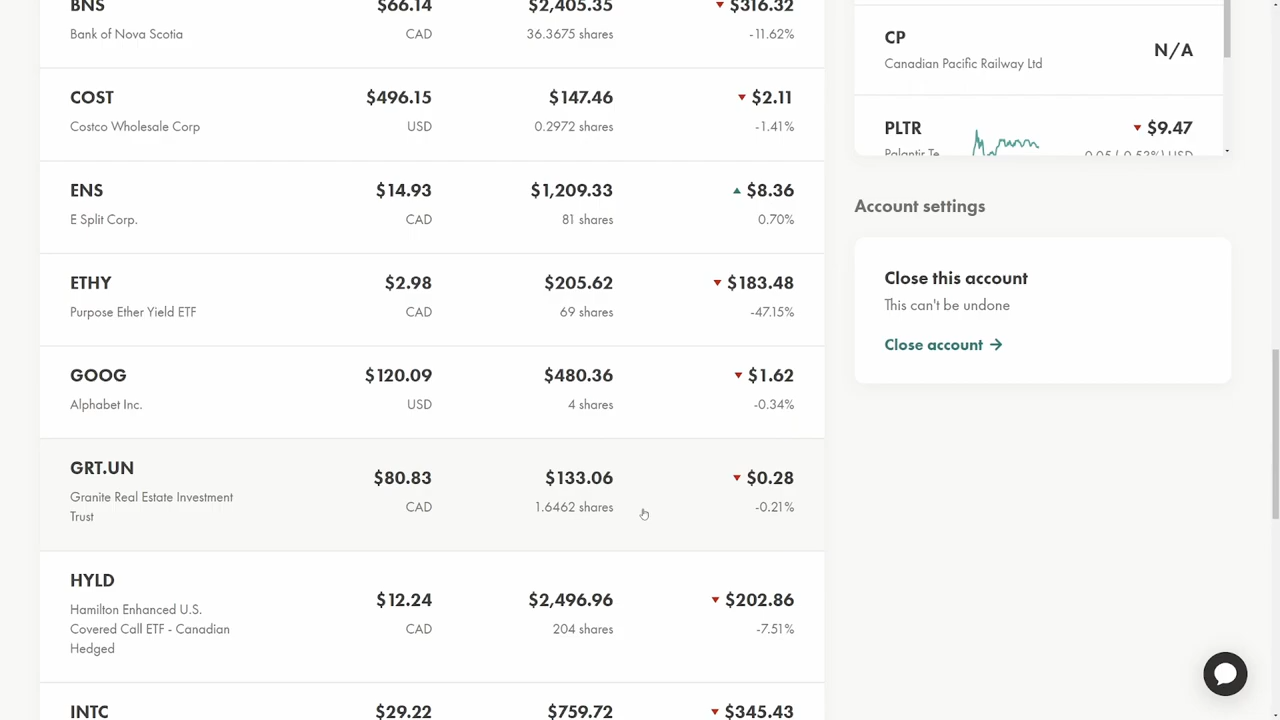 BNS $66.14 $2,405.35 $316.32
Bank of Nova Scotia CAD 36.3675 shares -11.62%
COST $496.15 $147.46 $2.11
Costco Wholesale Corp USD 0.2972 shares -1.41%
ENS $14.93 $1,209.33 $8.36
E Split Corp. CAD 81 shares 0.70%
ETHY $2.98 $205.62 $183.48
Purpose Ether Yield ETF CAD 69 shares -47.15%
GOOG $120.09 $480.36 $1.62
Alphabet Inc. USD 4 shares -0.34%
GRT.UN $80.83 $133.06 $0.28
Granite Real Estate Investment CAD 1.6462 shares -0.21%
Trust
HYLD $12.24 $2,496.96 $202.86
Hamilton Enhanced U.S.
Covered Call ETF - Canadian CAD 204 shares -7.51%
Hedged
INTC $29.22 $759.72 $345.43
CP N/A
Canadian Pacific Railway Ltd
PLTR $9.47
Palantir Te 0.05 (-0.53%) USD
Account settings
Close this account
This can't be undone
Close account →